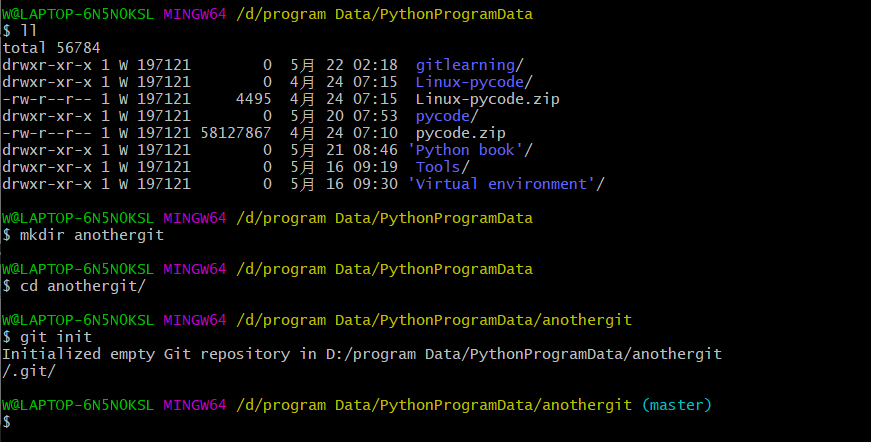 W@LAPTOP-6N5N0KSL MINGW64 /d/program Data/PythonProgramData
$ ll
total 56784
drwxr-xr-x 1 W 197121        0  5月 22 02:18  gitlearning/
drwxr-xr-x 1 W 197121        0  4月 24 07:15  Linux-pycode/
-rw-r--r-- 1 W 197121     4495  4月 24 07:15  Linux-pycode.zip
drwxr-xr-x 1 W 197121        0  5月 20 07:53  pycode/
-rw-r--r-- 1 W 197121 58127867  4月 24 07:10  pycode.zip
drwxr-xr-x 1 W 197121        0  5月 21 08:46 'Python book'/
drwxr-xr-x 1 W 197121        0  5月 16 09:19  Tools/
drwxr-xr-x 1 W 197121        0  5月 16 09:30 'Virtual environment'/
W@LAPTOP-6N5N0KSL MINGW64 /d/program Data/PythonProgramData
$ mkdir anothergit
W@LAPTOP-6N5N0KSL MINGW64 /d/program Data/PythonProgramData
$ cd anothergit/
W@LAPTOP-6N5N0KSL MINGW64 /d/program Data/PythonProgramData/anothergit
$ git init
Initialized empty Git repository in D:/program Data/PythonProgramData/anothergit
/.git/
W@LAPTOP-6N5N0KSL MINGW64 /d/program Data/PythonProgramData/anothergit (master)
$